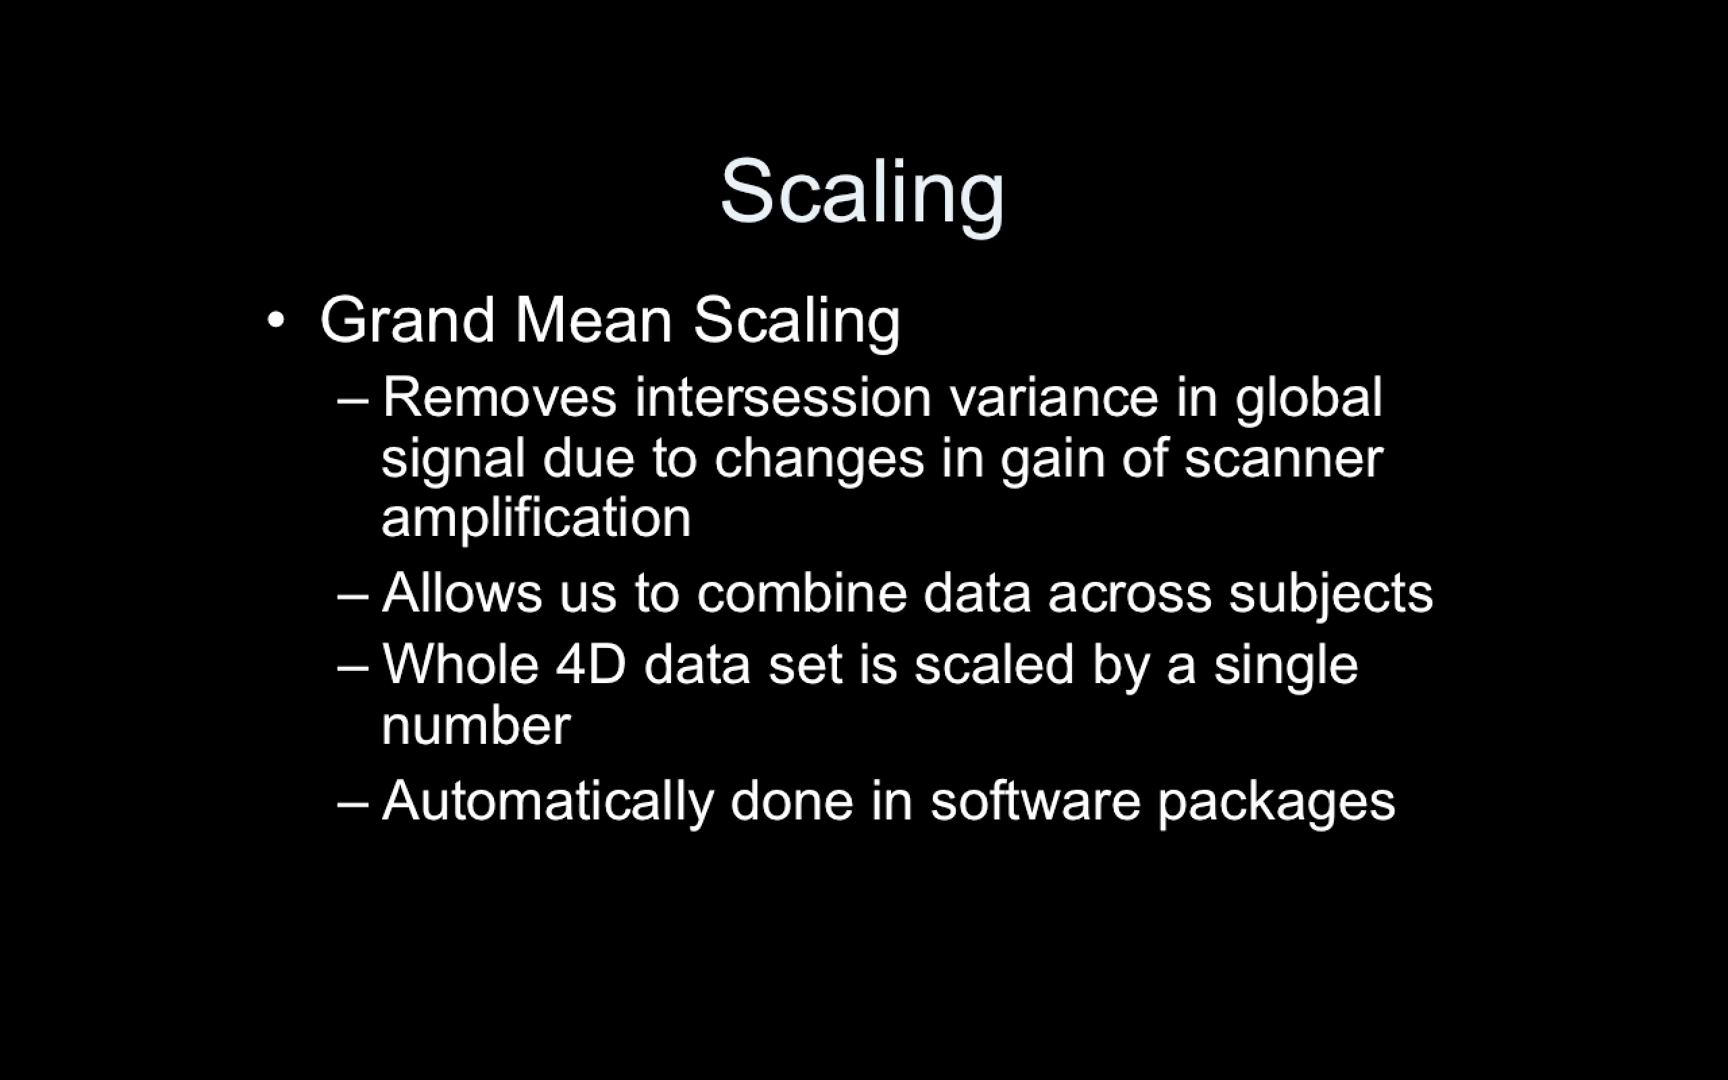 Scaling
• Grand Mean Scaling
– Removes intersession variance in global
signal due to changes in gain of scanner
amplification
– Allows us to combine data across subjects
– Whole 4D data set is scaled by a single
number
– Automatically done in software packages